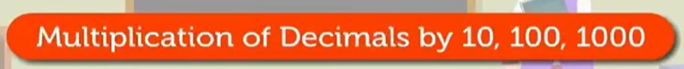 Multiplication of Decimals by 10, 100, 1000